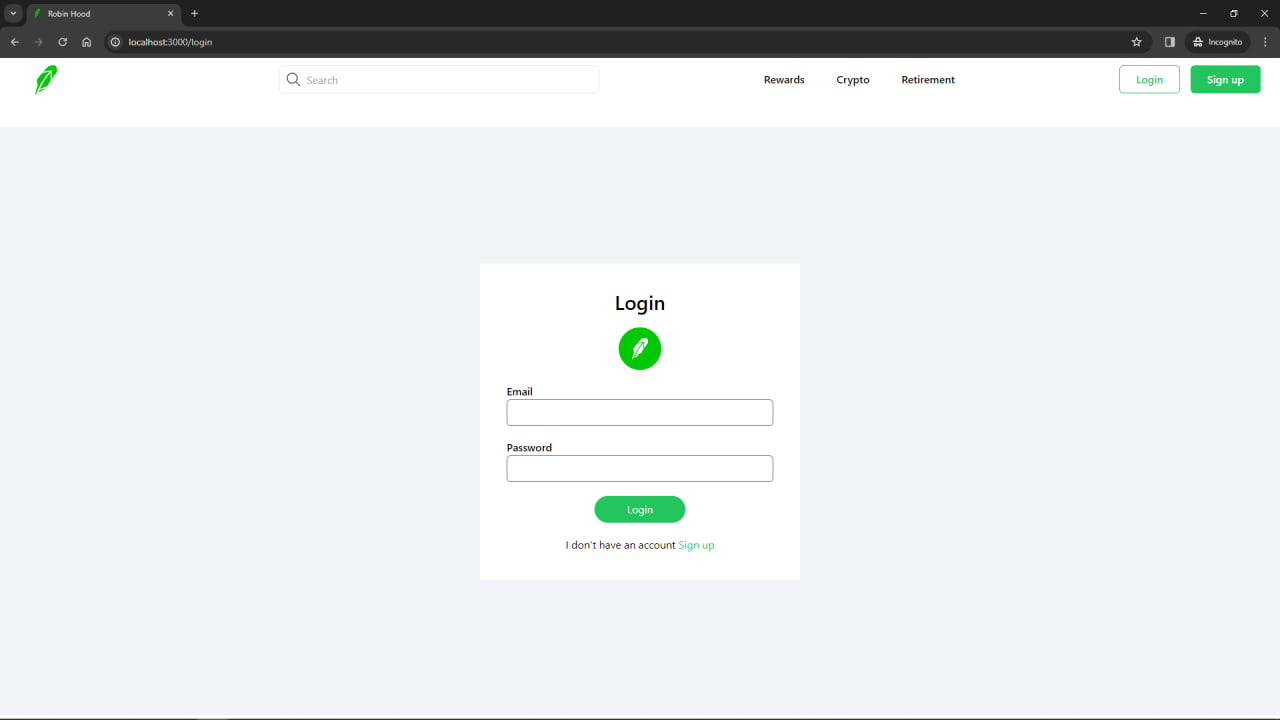 Robin Hood
localhost:3000/login
Incognito
Search
Rewards Crypto Retirement
Login Sign up
Login
Email
Password
Login
I don't have an account Sign up